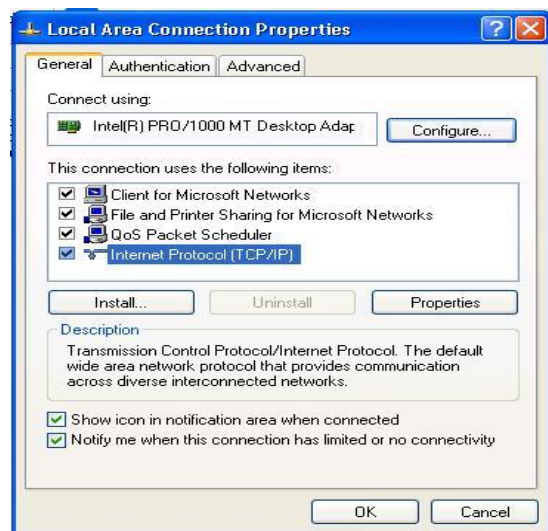 Local Area Connection Properties
General Authentication Advanced
Connect using:
Intel(R) PRO/1000 MT Desktop Adap
Configure...
This connection uses the following items:
Client for Microsoft Networks
File and Printer Sharing for Microsoft Networks
QoS Packet Scheduler
Internet Protocol (TCP/IP)
Install... Uninstall Properties
Description
Transmission Control Protocol/Internet Protocol. The default
wide area network protocol that provides communication
across diverse interconnected networks.
Show icon in notification area when connected
Notify me when this connection has limited or no connectivity
OK Cancel